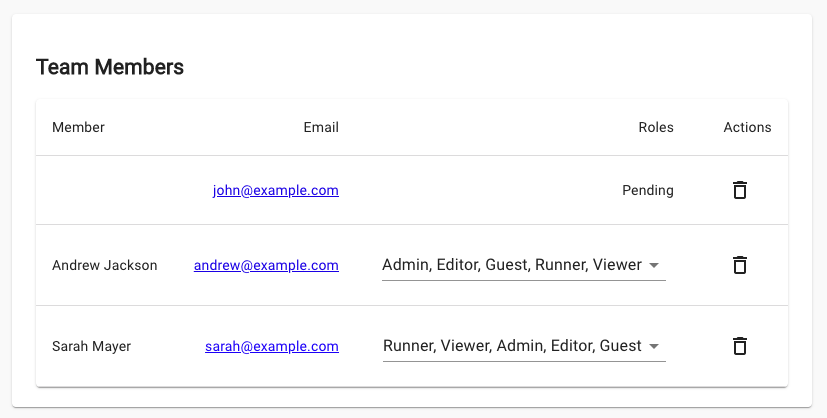 Team Members
Member Email Roles Actions
john@example.com Pending
Andrew Jackson andrew@example.com Admin, Editor, Guest, Runner, Viewer
Sarah Mayer sarah@example.com Runner, Viewer, Admin, Editor, Guest